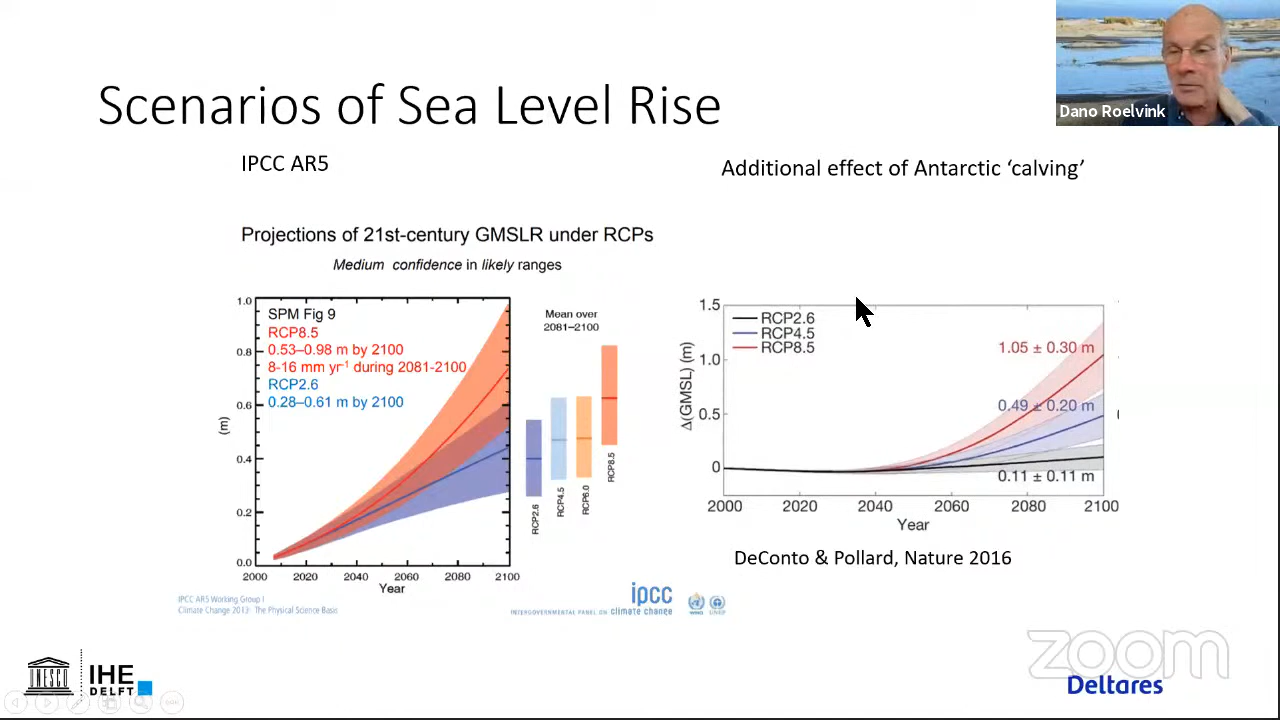 Dano Roelvink
Scenarios of Sea Level Rise
IPCC AR5
Additional effect of Antarctic ‘calving’
Projections of 21st-century GMSLR under RCPs
Medium confidence in likely ranges
1.0
0.8
0.6
0.4
0.2
0.0
(m)
SPM Fig 9
RCP8.5
0.53–0.98 m by 2100
8-16 mm yr⁻¹ during 2081-2100
RCP2.6
0.28–0.61 m by 2100
2000 2020 2040 2060 2080 2100
Year
Mean over
2081–2100
RCP2.6
RCP4.5
RCP6.0
RCP8.5
1.5
1.0
0.5
0
Δ(GMSL) (m)
RCP2.6
RCP4.5
RCP8.5
1.05 ± 0.30 m
0.49 ± 0.20 m
0.11 ± 0.11 m
2000 2020 2040 2060 2080 2100
Year
DeConto & Pollard, Nature 2016
IPCC AR5 Working Group I
Climate Change 2013: The Physical Science Basis
ipcc
INTERGOVERNMENTAL PANEL ON climate change
WMO
UNEP
UNESCO
IHE
DELFT
zoom
Deltares